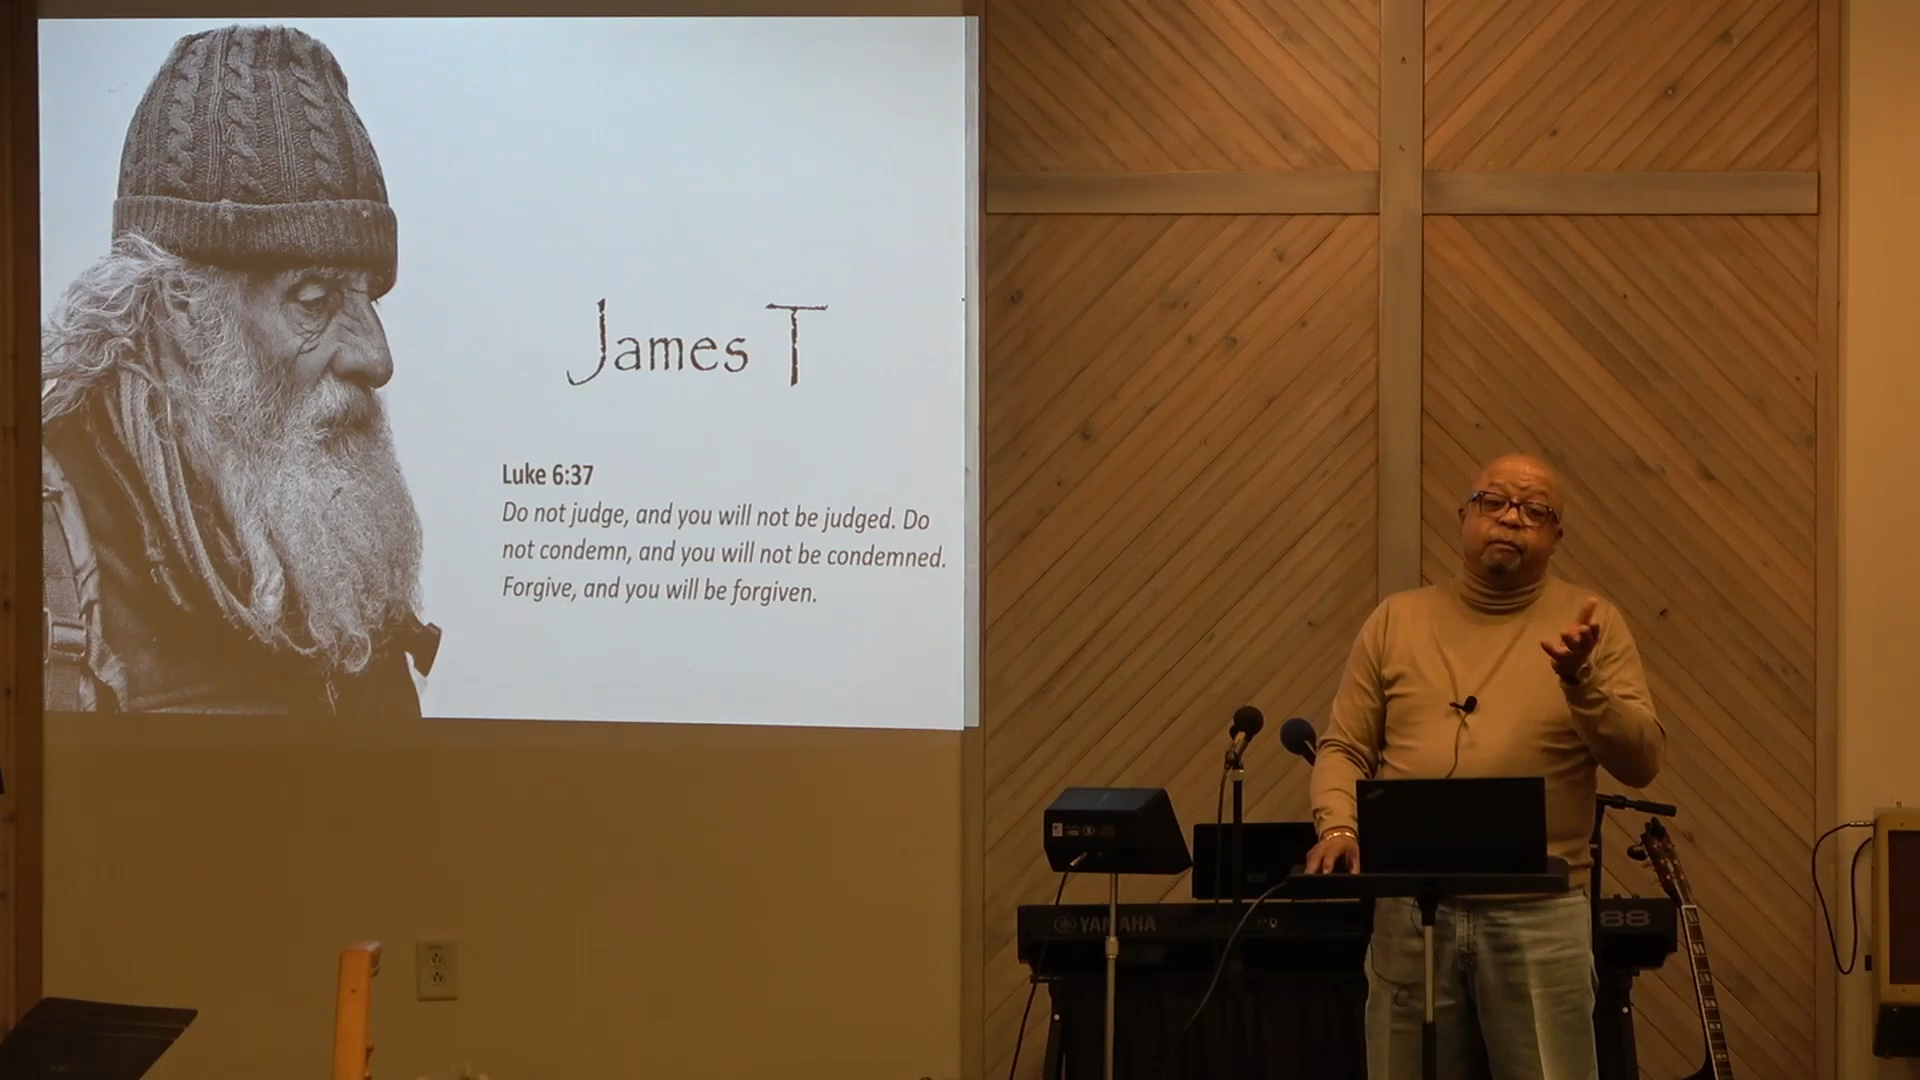 James T
Luke 6:37
Do not judge, and you will not be judged. Do
not condemn, and you will not be condemned.
Forgive, and you will be forgiven.
YAMAHA
88